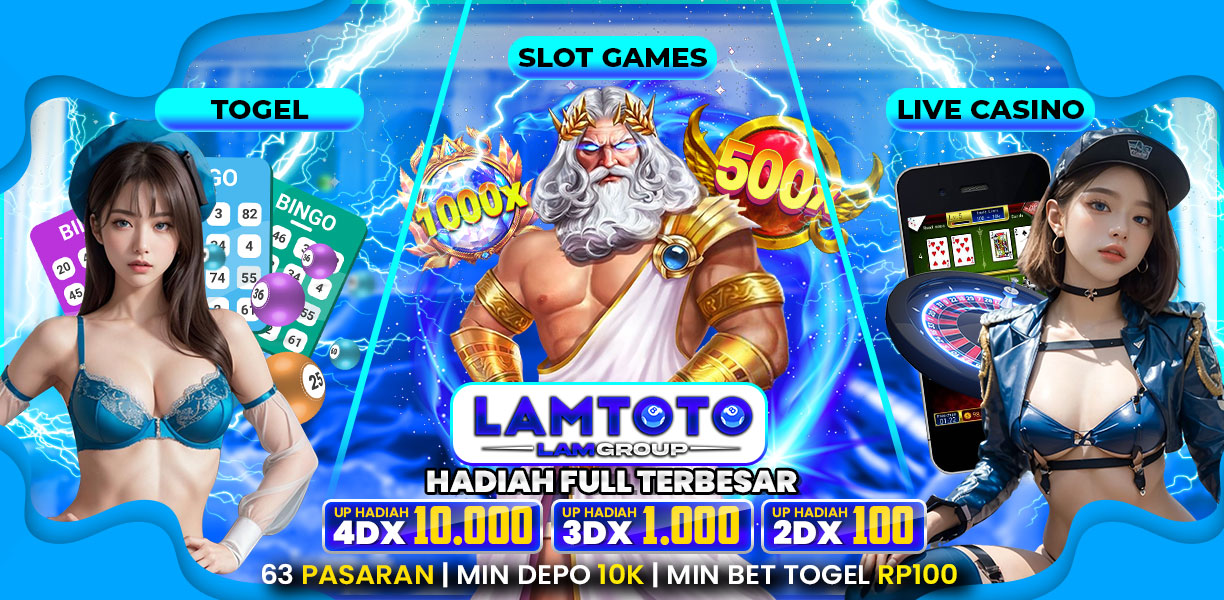 SLOT GAMES
TOGEL
LIVE CASINO
1000X
500X
BINGO
LAMTOTO
LAMGROUP
HADIAH FULL TERBESAR
UP HADIAH
4DX 10.000
UP HADIAH
3DX 1.000
UP HADIAH
2DX 100
63 PASARAN | MIN DEPO 10K | MIN BET TOGEL RP100